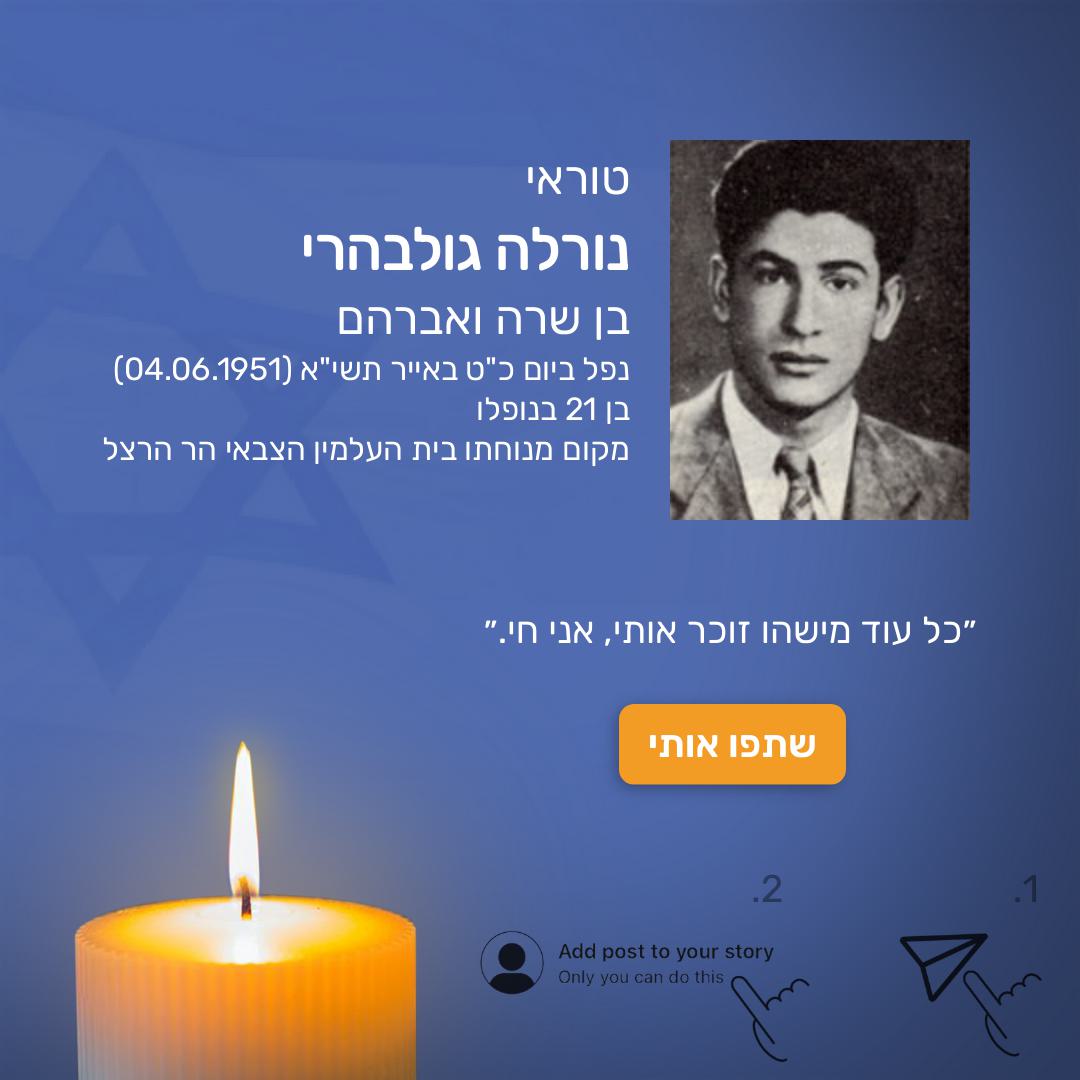 טוראי
נורלה גולבהרי
בן שרה ואברהם
נפל ביום כ"ט באייר תשי"א (04.06.1951)
בן 21 בנופלו
מקום מנוחתו בית העלמין הצבאי הר הרצל
״כל עוד מישהו זוכר אותי, אני חי.״
שתפו אותי
1.
2.
Add post to your story
Only you can do this